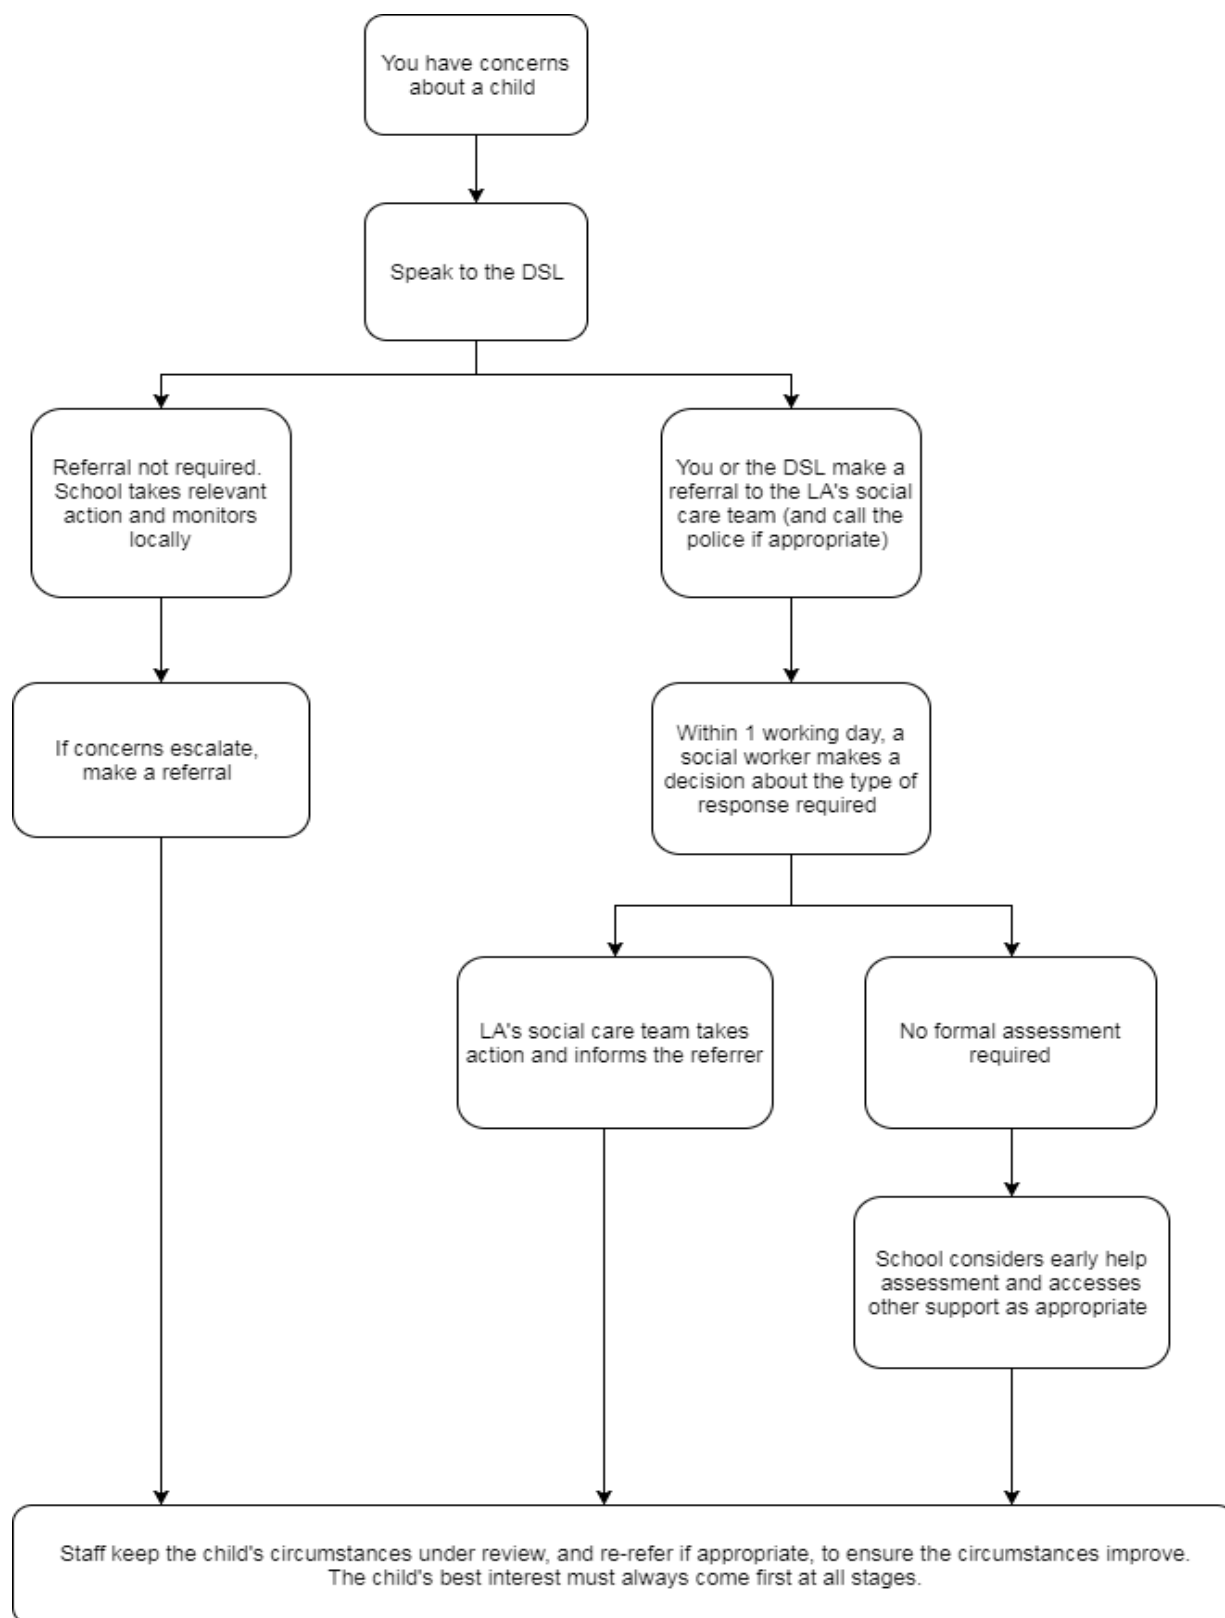 You have concerns
about a child
Speak to the DSL
Referral not required.
School takes relevant
action and monitors
locally
You or the DSL make a
referral to the LA's social
care team (and call the
police if appropriate)
If concerns escalate,
make a referral
Within 1 working day, a
social worker makes a
decision about the type of
response required
LA's social care team takes
action and informs the referrer
No formal assessment
required
School considers early help
assessment and accesses
other support as appropriate
Staff keep the child's circumstances under review, and re-refer if appropriate, to ensure the circumstances improve.
The child's best interest must always come first at all stages.